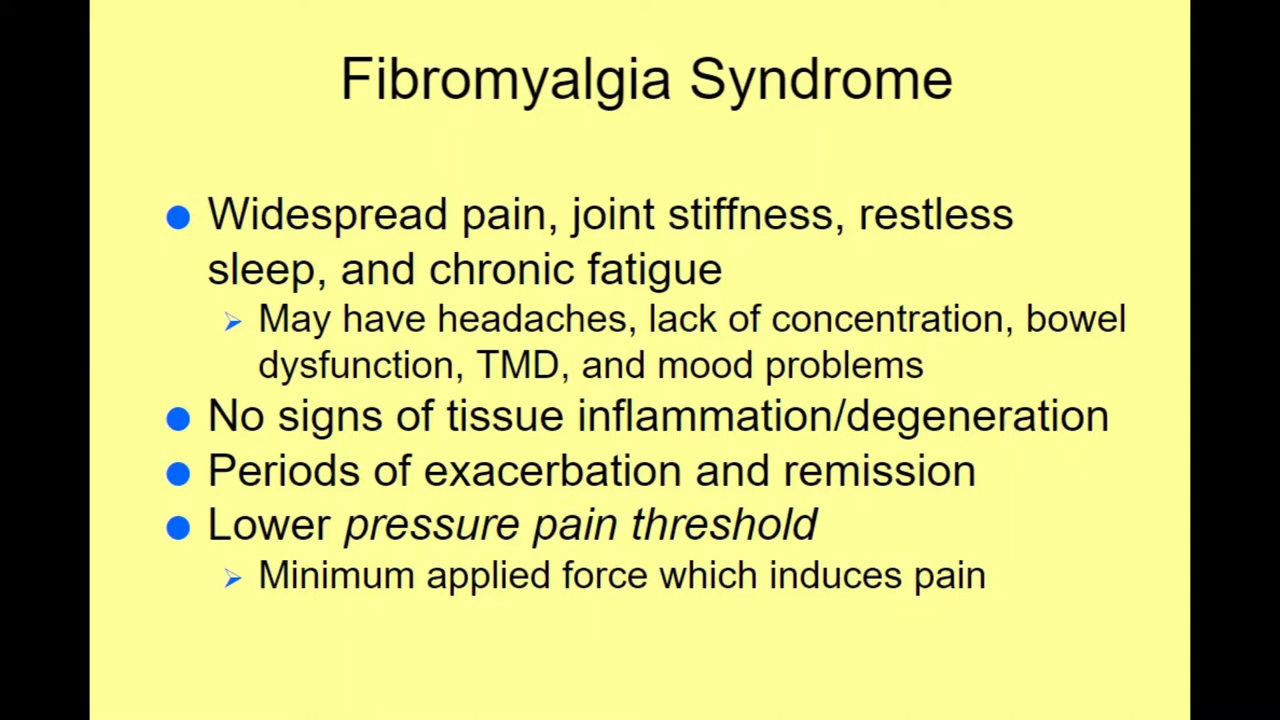 Fibromyalgia Syndrome
Widespread pain, joint stiffness, restless
sleep, and chronic fatigue
May have headaches, lack of concentration, bowel
dysfunction, TMD, and mood problems
No signs of tissue inflammation/degeneration
Periods of exacerbation and remission
Lower pressure pain threshold
Minimum applied force which induces pain